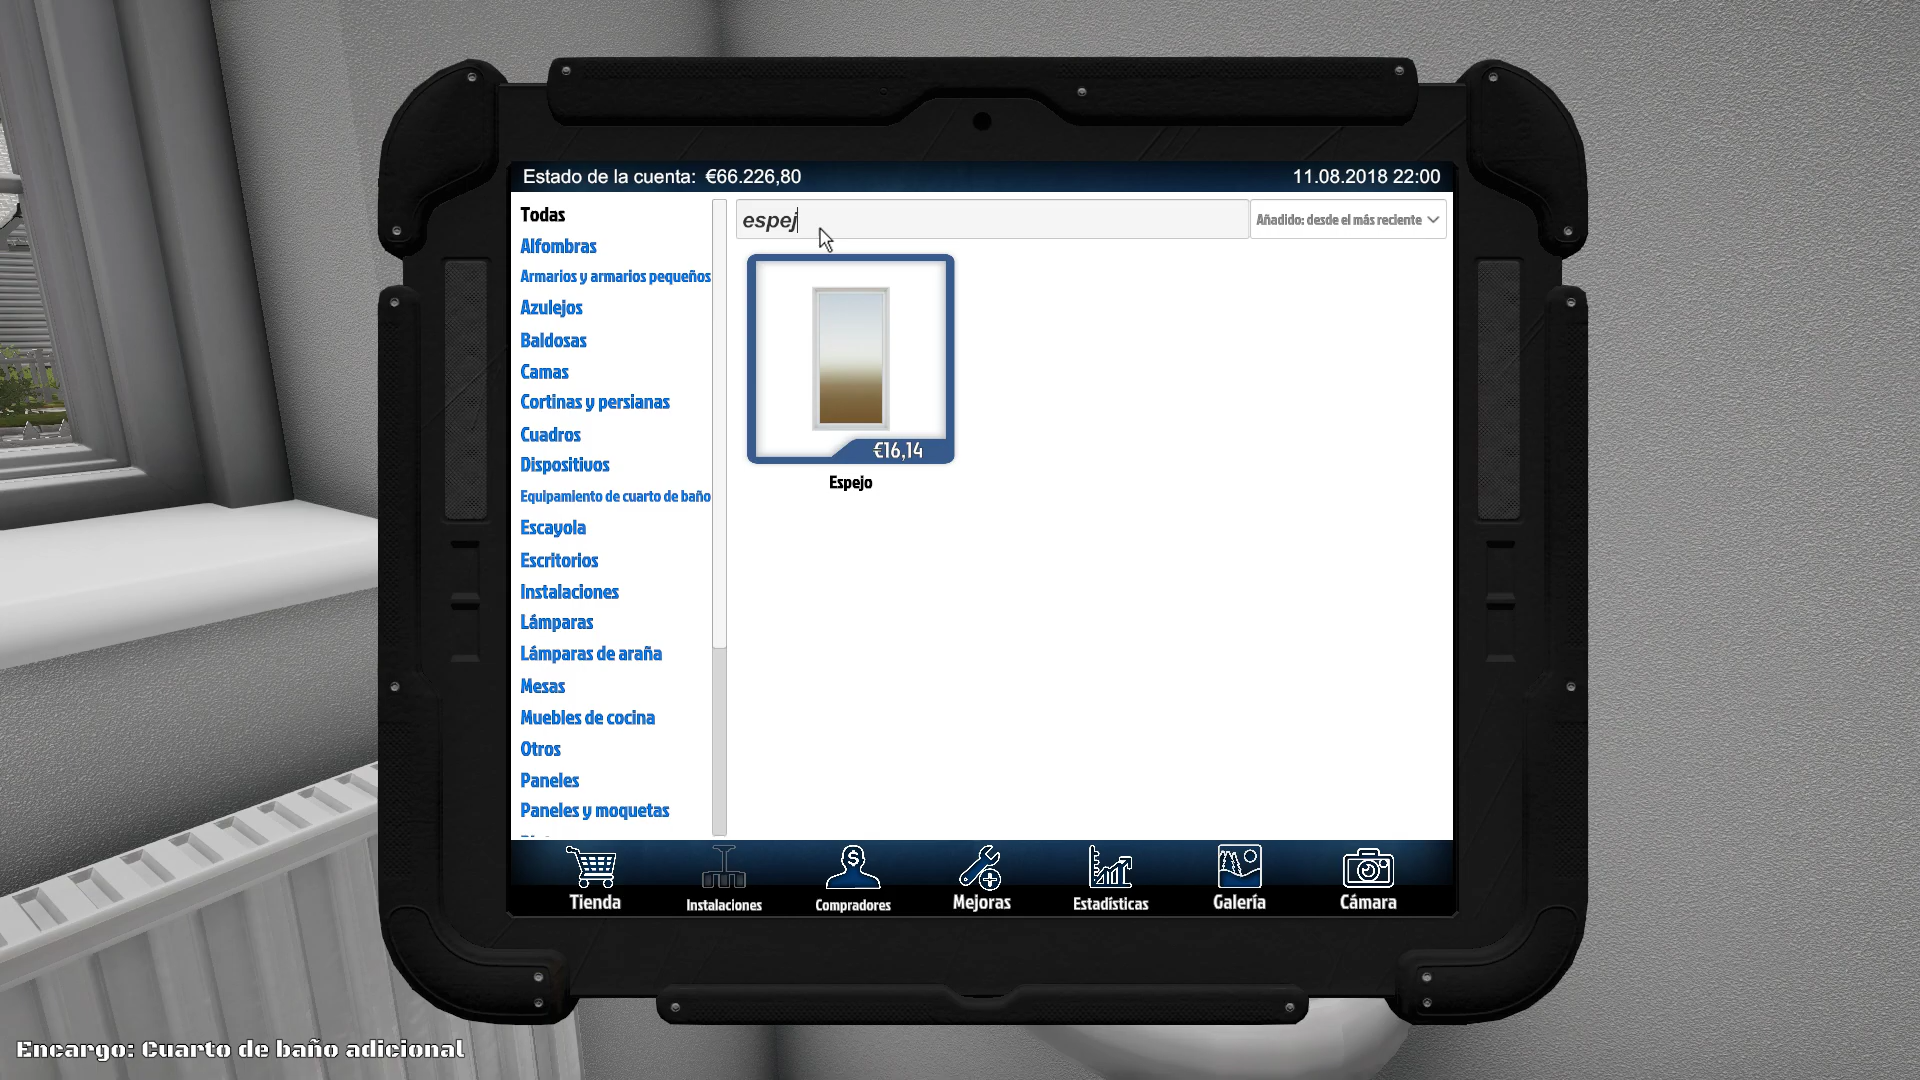 Estado de la cuenta: €66.226,80
11.08.2018 22:00
Todas
Alfombras
Armarios y armarios pequeños
Azulejos
Baldosas
Camas
Cortinas y persianas
Cuadros
Dispositivos
Equipamiento de cuarto de baño
Escayola
Escritorios
Instalaciones
Lámparas
Lámparas de araña
Mesas
Muebles de cocina
Otros
Paneles
Paneles y moquetas
espej
Añadido: desde el más reciente
€16,14
Espejo
Tienda
Instalaciones
Compradores
Mejoras
Estadísticas
Galería
Cámara
Encargo: Cuarto de baño adicional